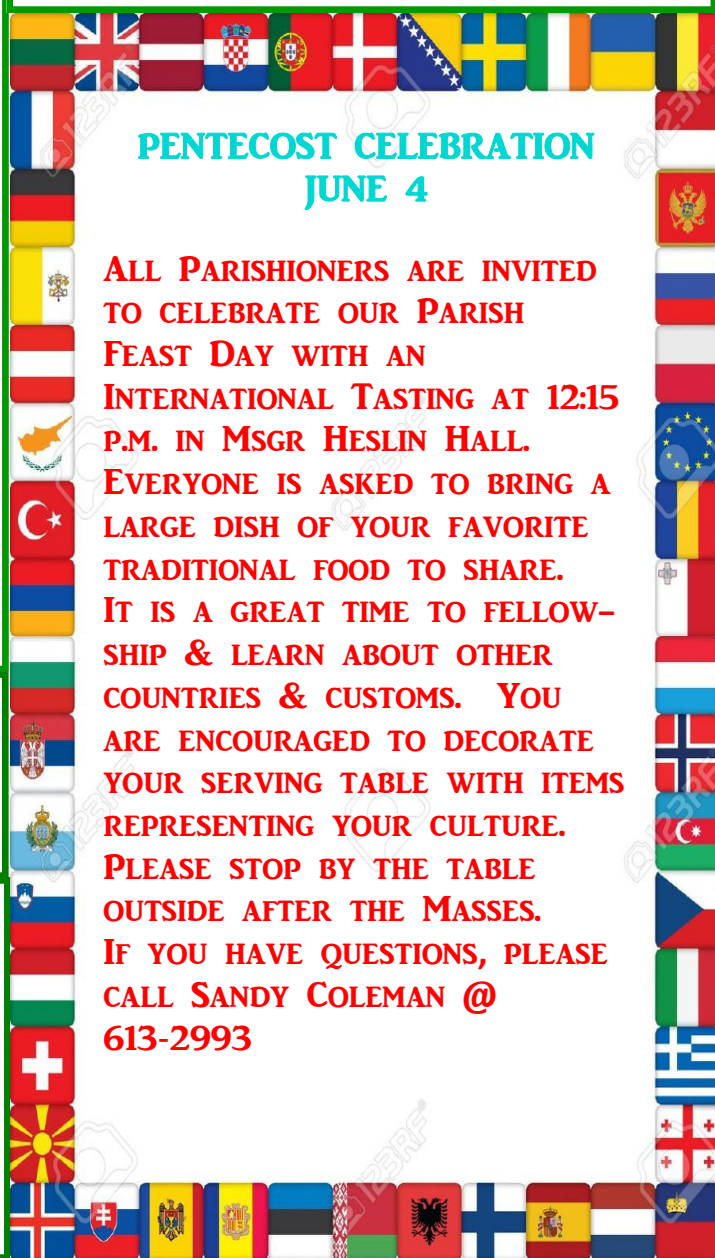 PENTECOST CELEBRATION
JUNE 4
ALL PARISHIONERS ARE INVITED
TO CELEBRATE OUR PARISH
FEAST DAY WITH AN
INTERNATIONAL TASTING AT 12:15
P.M. IN MSGR HESLIN HALL.
EVERYONE IS ASKED TO BRING A
LARGE DISH OF YOUR FAVORITE
TRADITIONAL FOOD TO SHARE.
IT IS A GREAT TIME TO FELLOW-
SHIP & LEARN ABOUT OTHER
COUNTRIES & CUSTOMS. YOU
ARE ENCOURAGED TO DECORATE
YOUR SERVING TABLE WITH ITEMS
REPRESENTING YOUR CULTURE.
PLEASE STOP BY THE TABLE
OUTSIDE AFTER THE MASSES.
IF YOU HAVE QUESTIONS, PLEASE
CALL SANDY COLEMAN @
613-2993